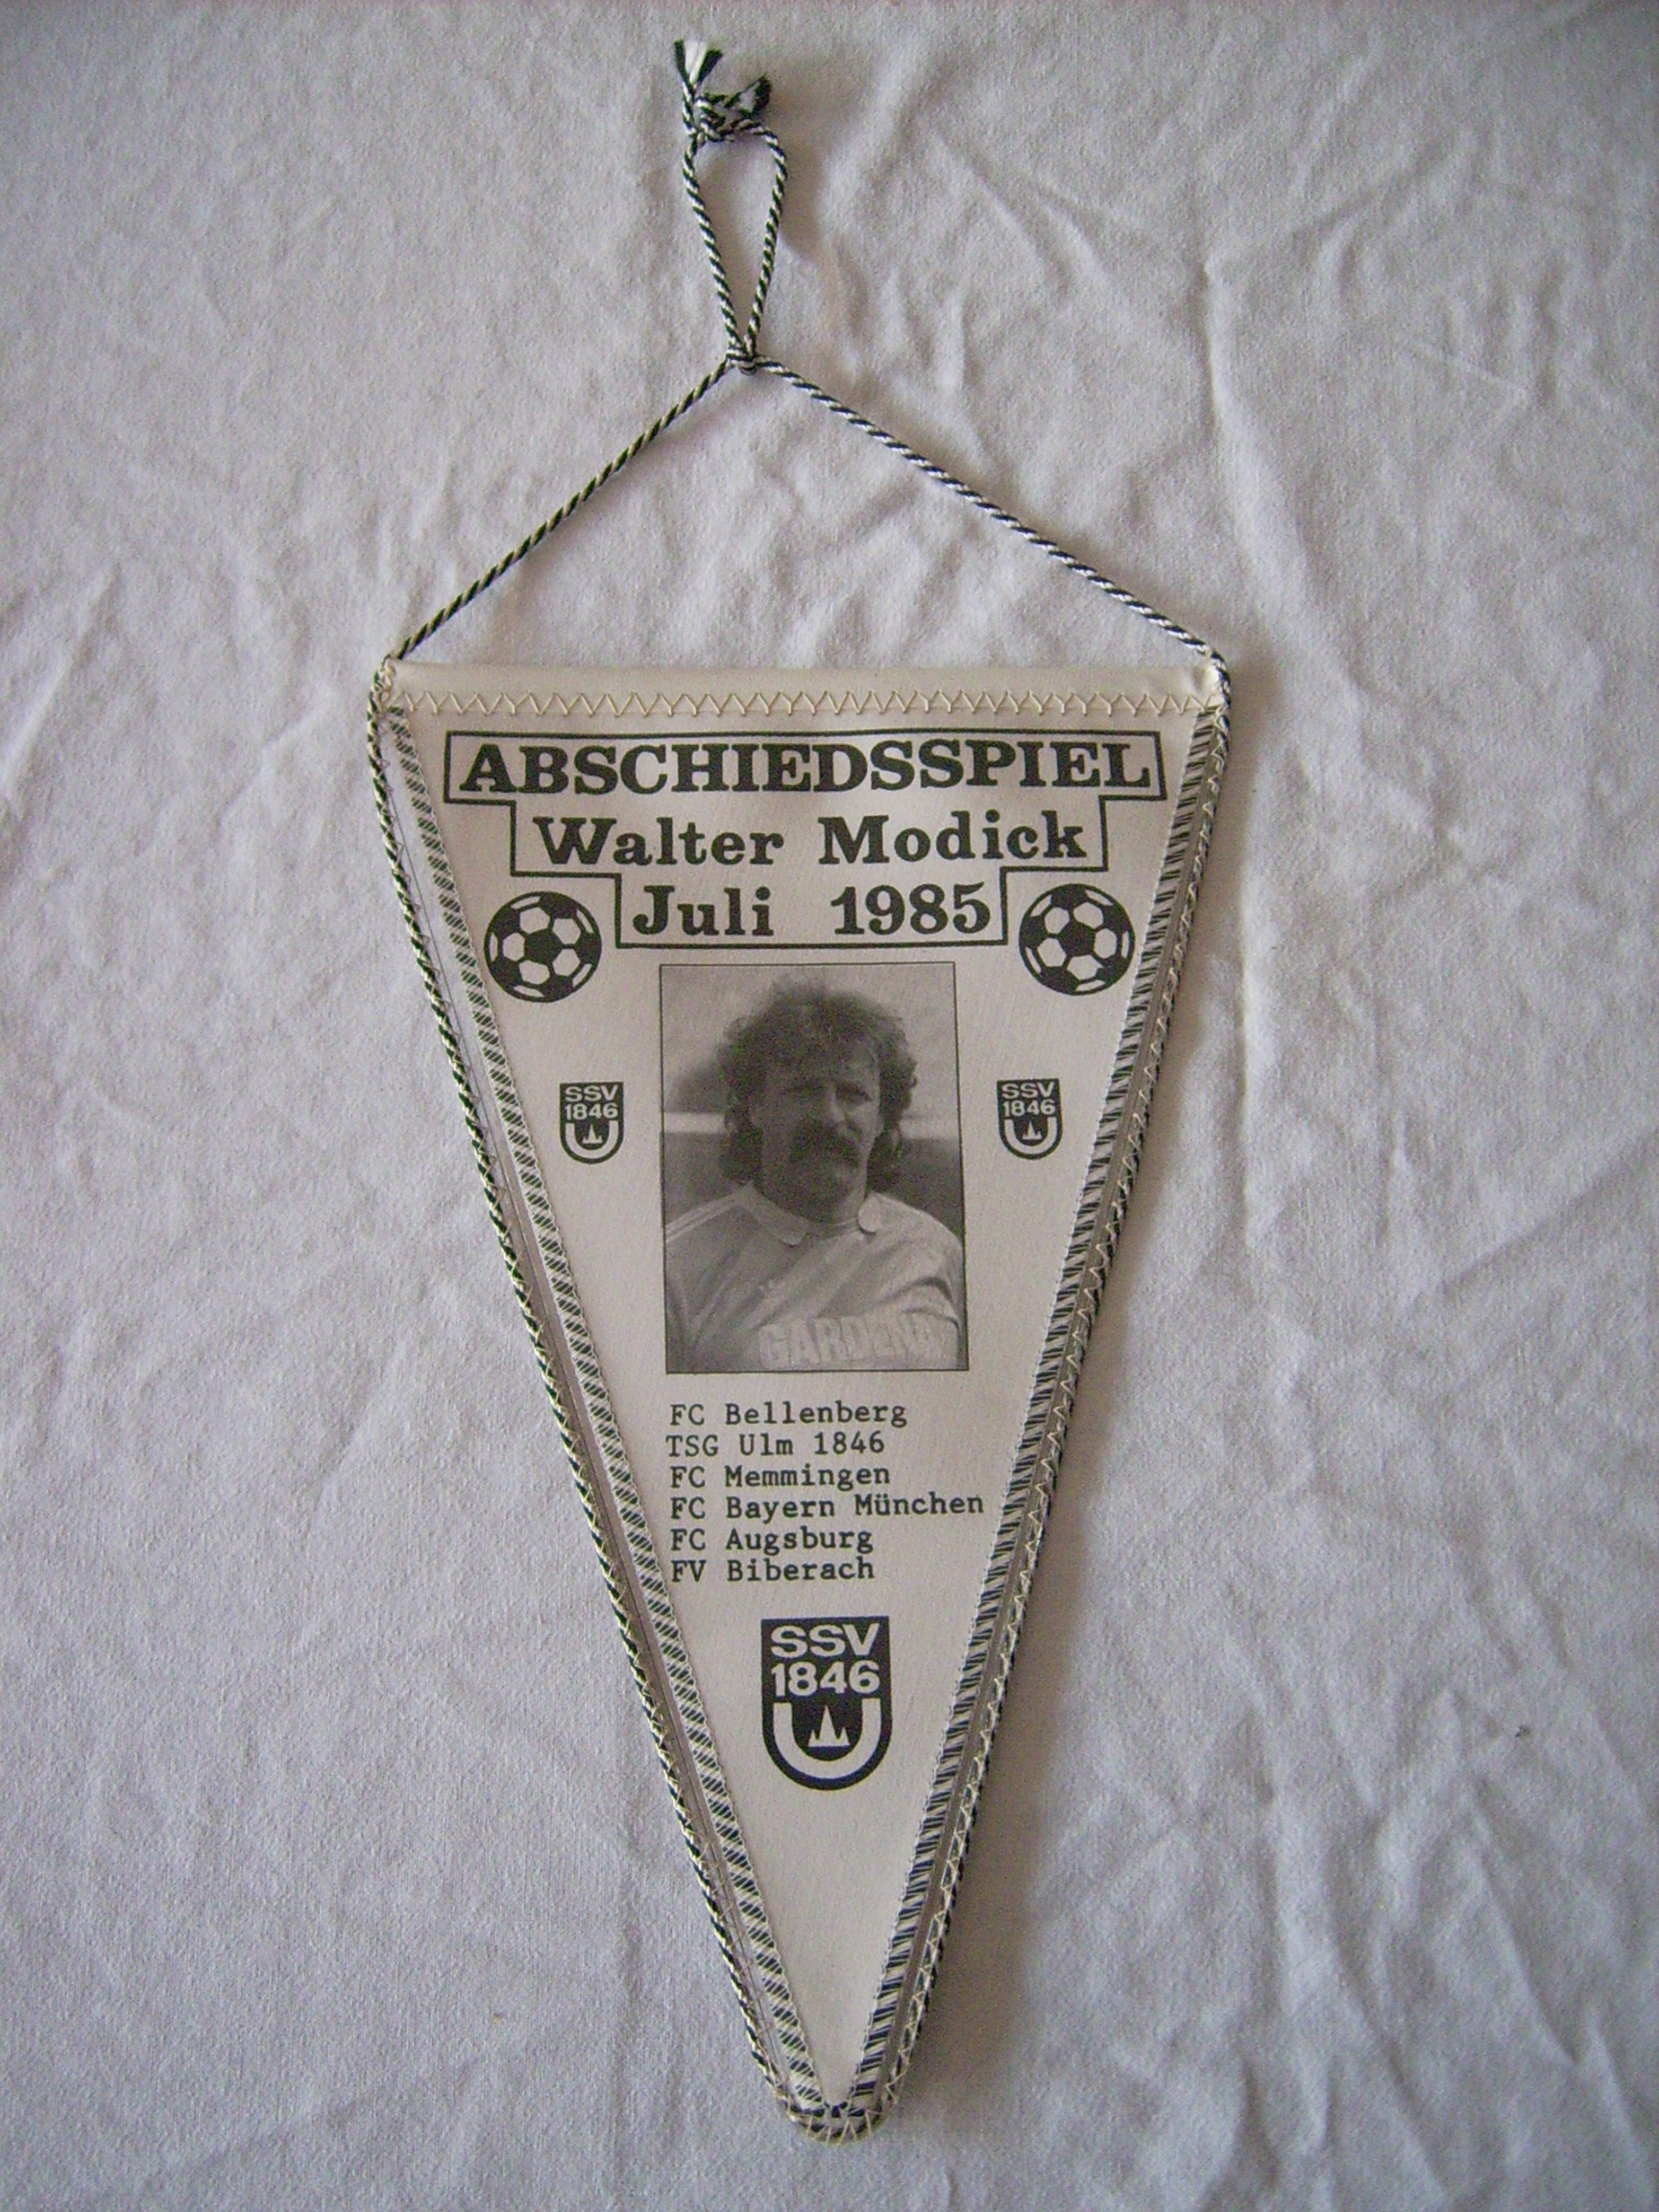 ABSCHIEDSSPIEL
Walter Modick
Juli 1985
SSV
1846
SSV
1846
GARDENA
FC Bellenberg
TSG Ulm 1846
FC Memmingen
FC Bayern München
FC Augsburg
FV Biberach
SSV
1846